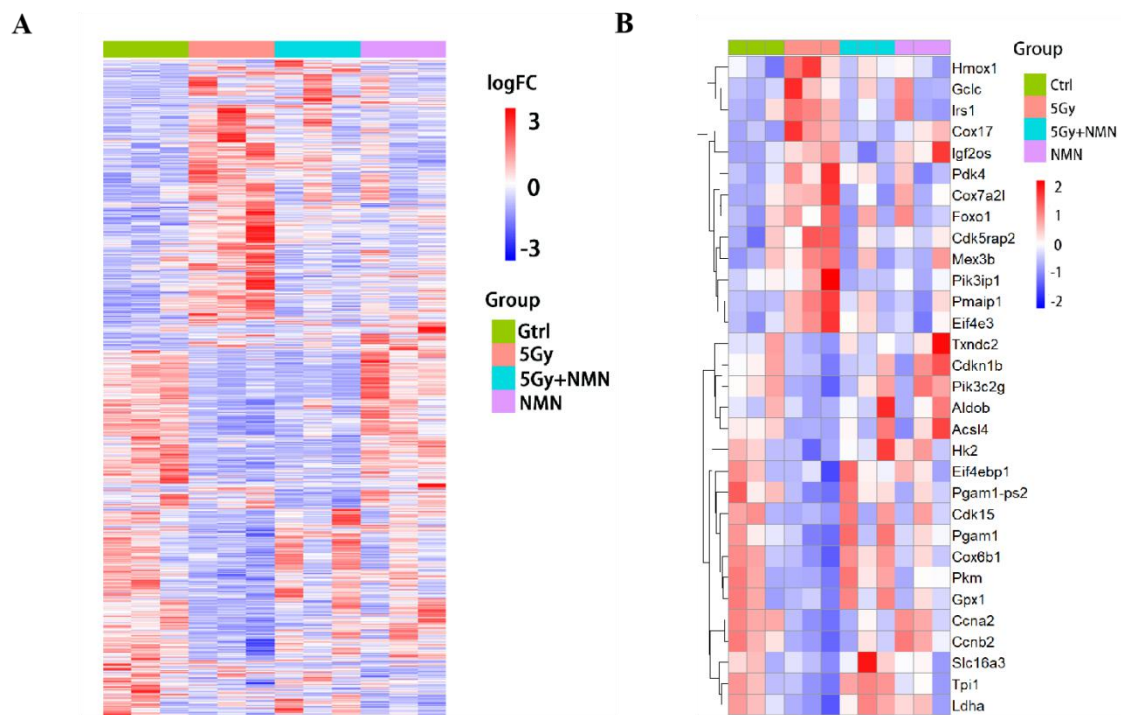 A
logFC
3
0
-3
Group
Gtrl
5Gy
5Gy+NMN
NMN
B
Hmox1
Gclc
Irs1
Cox17
Igf2os
Pdk4
Cox7a2l
Foxo1
Cdk5rap2
Mex3b
Pik3ip1
Pmaip1
Eif4e3
Txndc2
Cdkn1b
Pik3c2g
Aldob
Acsl4
Hk2
Eif4ebp1
Pgam1-ps2
Cdk15
Pgam1
Cox6b1
Pkm
Gpx1
Ccna2
Ccnb2
Slc16a3
Tpi1
Ldha
Group
Ctrl
5Gy
5Gy+NMN
NMN
2
1
0
-1
-2